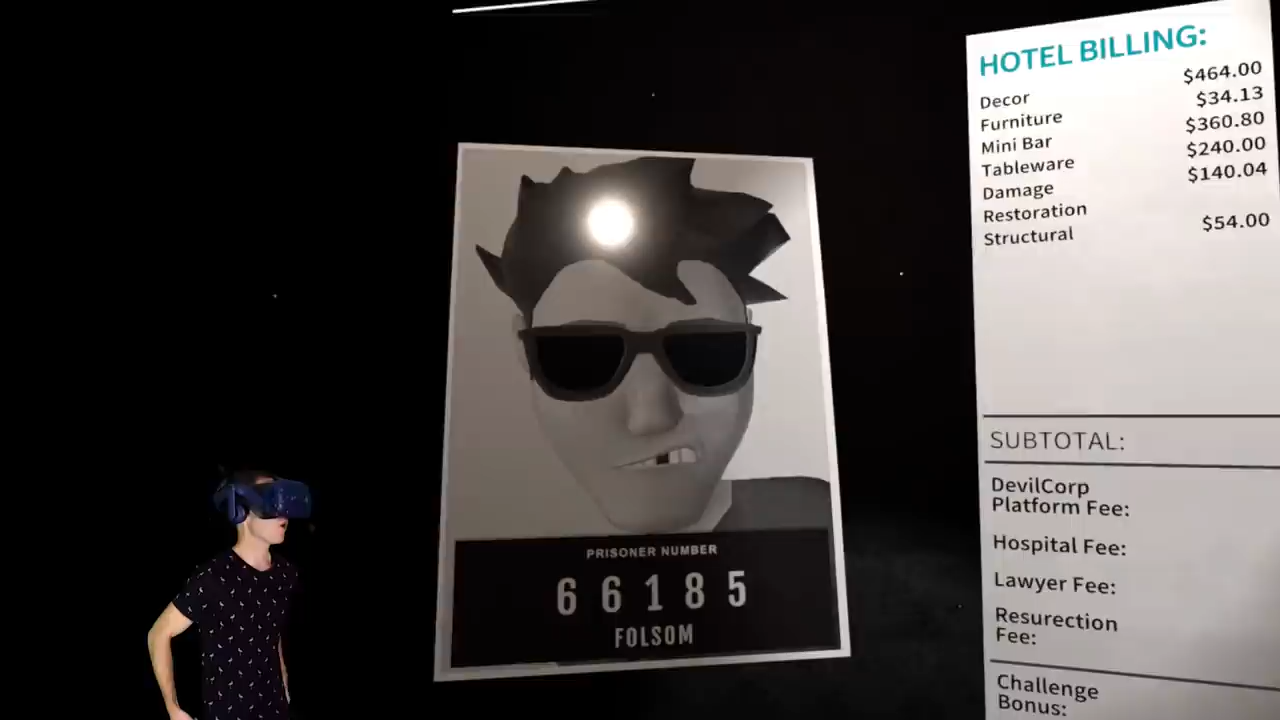 HOTEL BILLING:
Decor $464.00
Furniture $34.13
Mini Bar $360.80
Tableware $240.00
Damage $140.04
Restoration
Structural $54.00
SUBTOTAL:
DevilCorp
Platform Fee:
Hospital Fee:
Lawyer Fee:
Resurection
Fee:
Challenge
Bonus:
PRISONER NUMBER
66185
FOLSOM